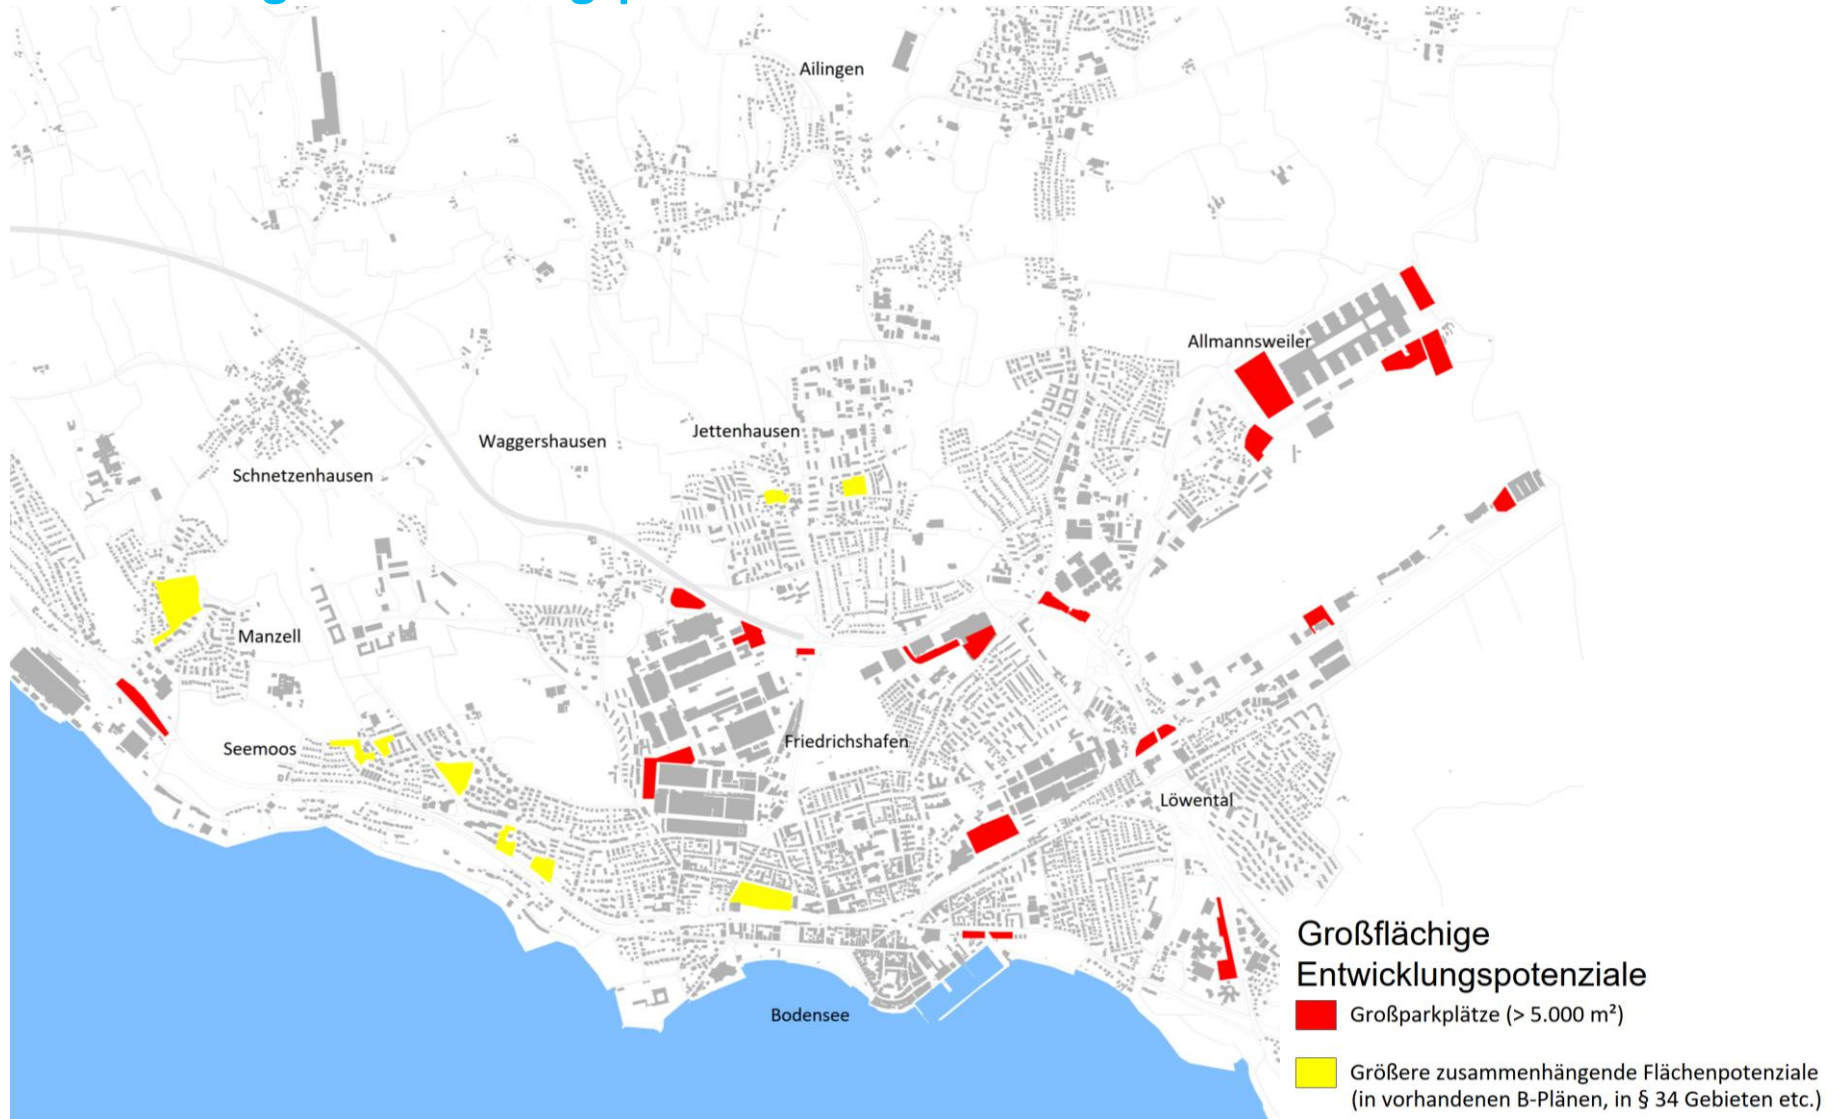 Ailingen
Allmannsweiler
Jettenhausen
Waggershausen
Schnetzenhausen
Manzell
Seemoos
Friedrichshafen
Löwental
Bodensee
Großflächige
Entwicklungspotenziale
Großparkplätze (> 5.000 m²)
Größere zusammenhängende Flächenpotenziale
(in vorhandenen B-Plänen, in § 34 Gebieten etc.)